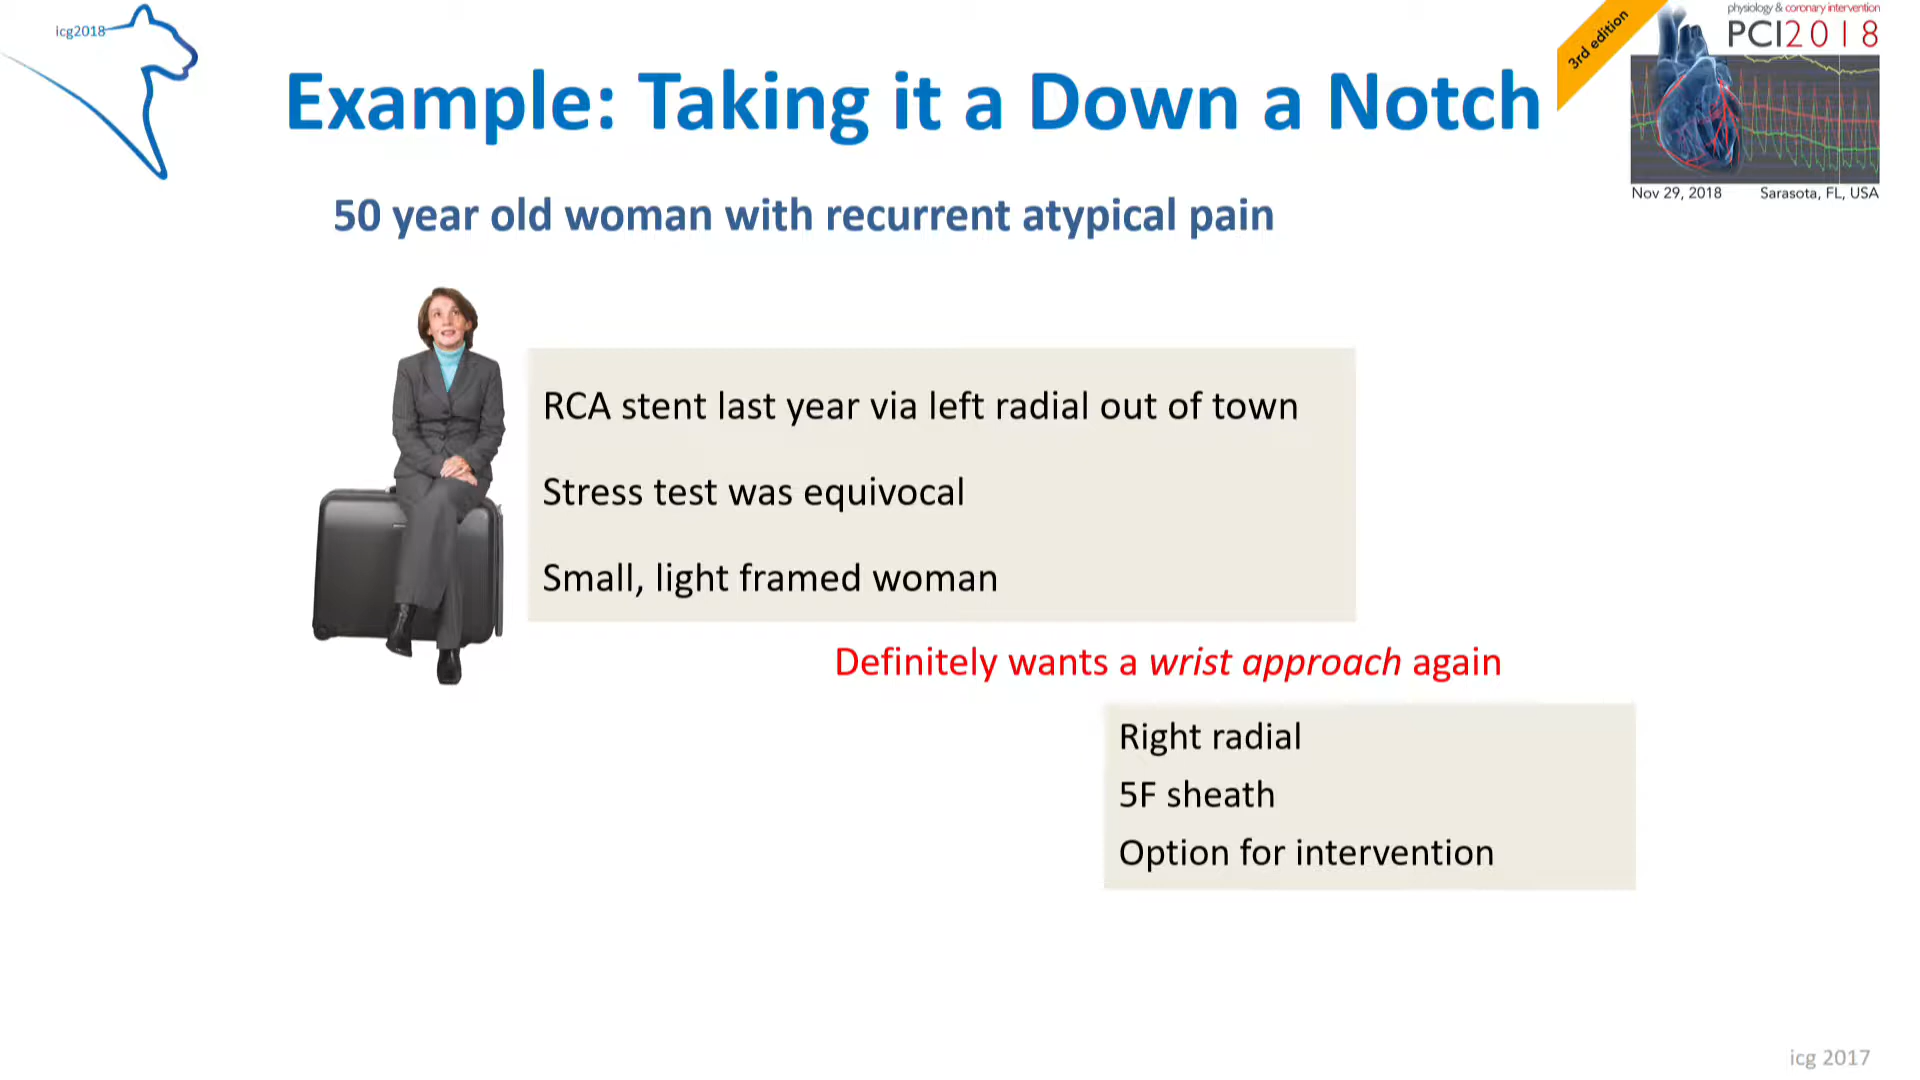 icg2018
3rd edition
physiology & coronary intervention
PCI2018
Nov 29, 2018 Sarasota, FL, USA
Example: Taking it a Down a Notch
50 year old woman with recurrent atypical pain
RCA stent last year via left radial out of town
Stress test was equivocal
Small, light framed woman
Definitely wants a wrist approach again
Right radial
5F sheath
Option for intervention
icg 2017